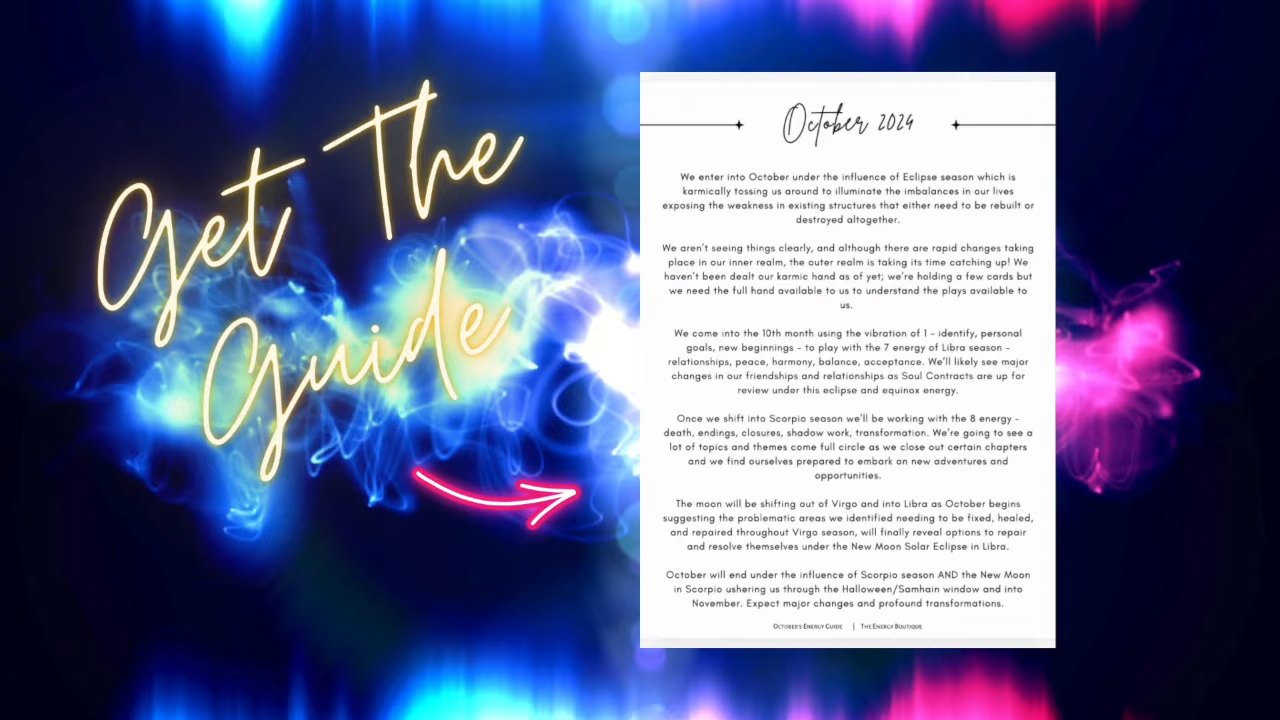 Get The
Guide
October 2024
We enter into October under the influence of Eclipse season which is
karmically tossing us around to illuminate the imbalances in our lives
exposing the weakness in existing structures that either need to be rebuilt or
destroyed altogether.
We aren't seeing things clearly, and although there are rapid changes taking
place in our inner realm, the outer realm is taking its time catching up! We
haven't been dealt our karmic hand as of yet; we're holding a few cards but
we need the full hand available to us to understand the plays available to
us.
We come into the 10th month using the vibration of 1 - identify, personal
goals, new beginnings - to play with the 7 energy of Libra season -
relationships, peace, harmony, balance, acceptance. We'll likely see major
changes in our friendships and relationships as Soul Contracts are up for
review under this eclipse and equinox energy.
Once we shift into Scorpio season we'll be working with the 8 energy -
death, endings, closures, shadow work, transformation. We're going to see a
lot of topics and themes come full circle as we close out certain chapters
and we find ourselves prepared to embark on new adventures and
opportunities.
The moon will be shifting out of Virgo and into Libra as October begins
suggesting the problematic areas we identified needing to be fixed, healed,
and repaired throughout Virgo season, will finally reveal options to repair
and resolve themselves under the New Moon Solar Eclipse in Libra.
October will end under the influence of Scorpio season AND the New Moon
in Scorpio ushering us through the Halloween/Samhain window and into
November. Expect major changes and profound transformations.
October's Energy Guide | The Energy Boutique